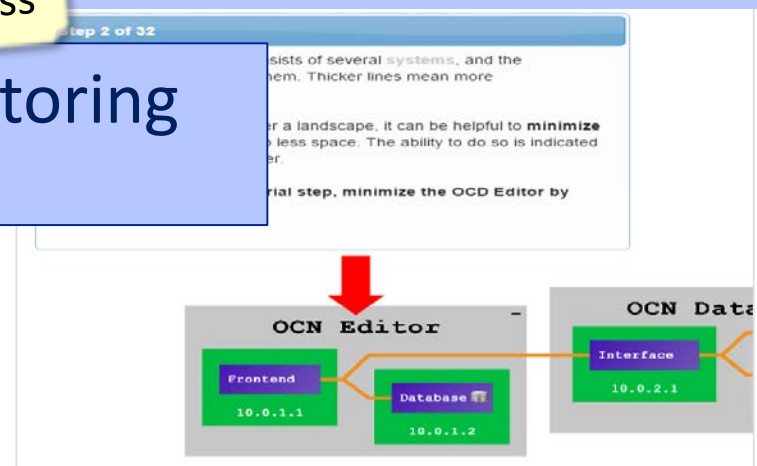 ss
tep 2 of 32
toring
sists of several systems, and the
hem. Thicker lines mean more
er a landscape, it can be helpful to minimize
less space. The ability to do so is indicated
er.
rial step, minimize the OCD Editor by
OCN Editor
OCN Data
Frontend
10.0.1.1
Database
10.0.1.2
Interface
10.0.2.1